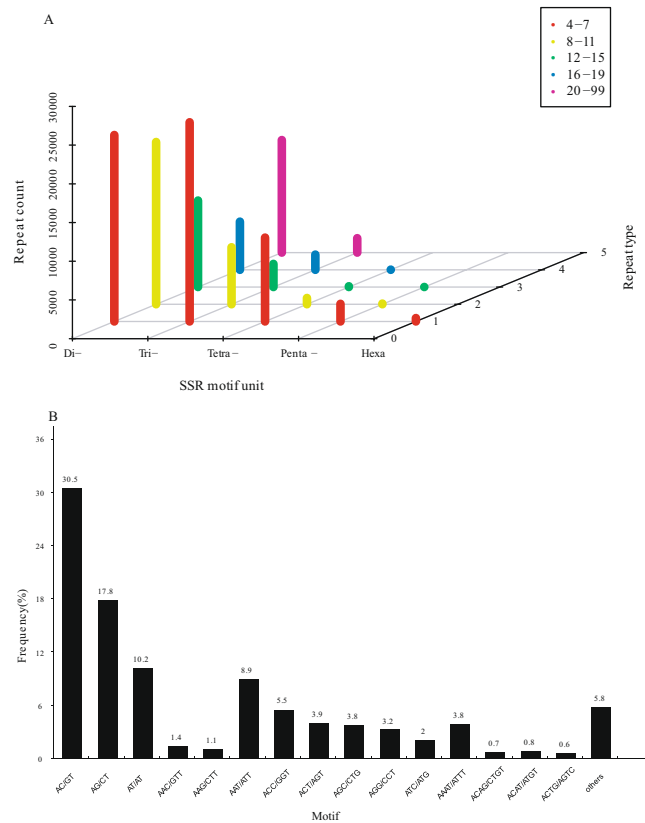 A
4−7
8−11
12−15
16−19
20−99
30000
25000
20000
15000
10000
5000
0
Repeat count
Di−
Tri−
Tetra−
Penta −
Hexa
SSR motif unit
0
1
2
3
4
5
Repeat type
B
36
30
24
18
12
6
0
Frequency(%)
30.5
17.8
10.2
1.4
1.1
8.9
5.5
3.9
3.8
3.2
2
3.8
0.7
0.8
0.6
5.8
AC/GT
AG/CT
AT/AT
AAC/GTT
AAG/CTT
AAT/ATT
ACC/GGT
ACT/AGT
AGC/CTG
AGG/CCT
ATC/ATG
AAAT/ATTT
ACAG/CTGT
ACAT/ATGT
ACTG/AGTC
others
Motif